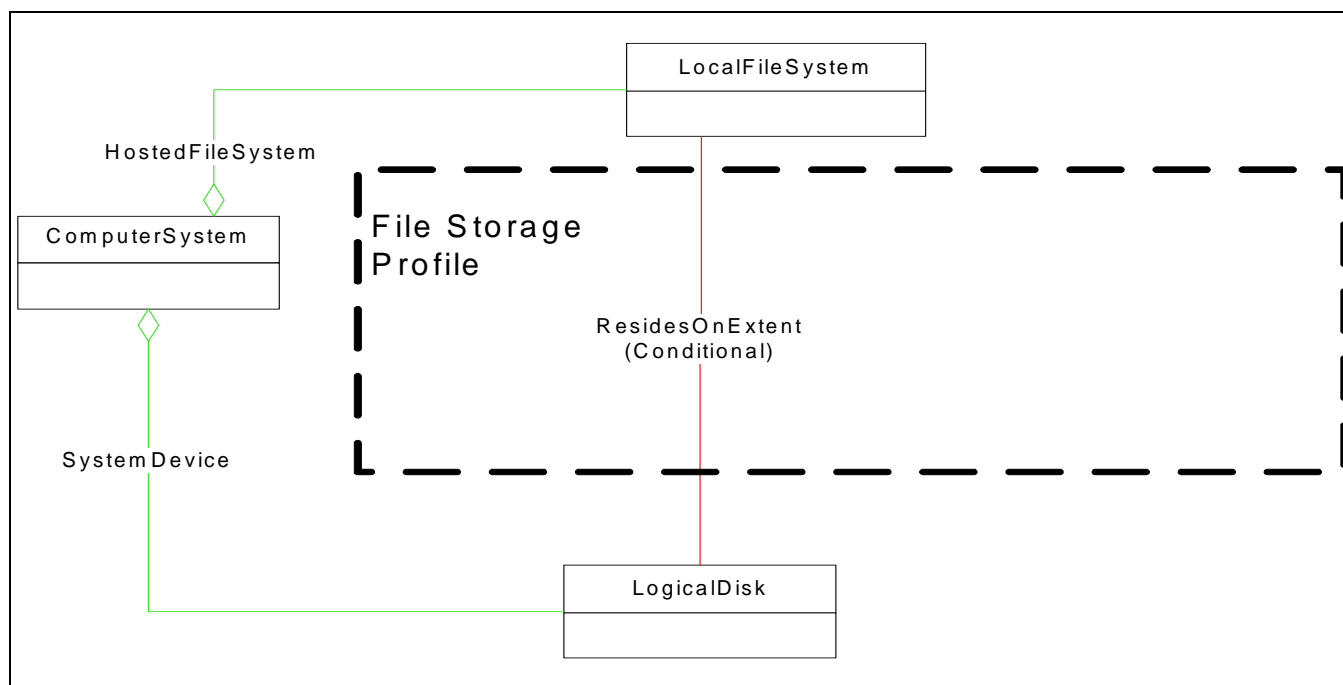 LocalFileSystem
HostedFileSystem
ComputerSystem
File Storage
Profile
ResidesOnExtent
(Conditional)
SystemDevice
LogicalDisk